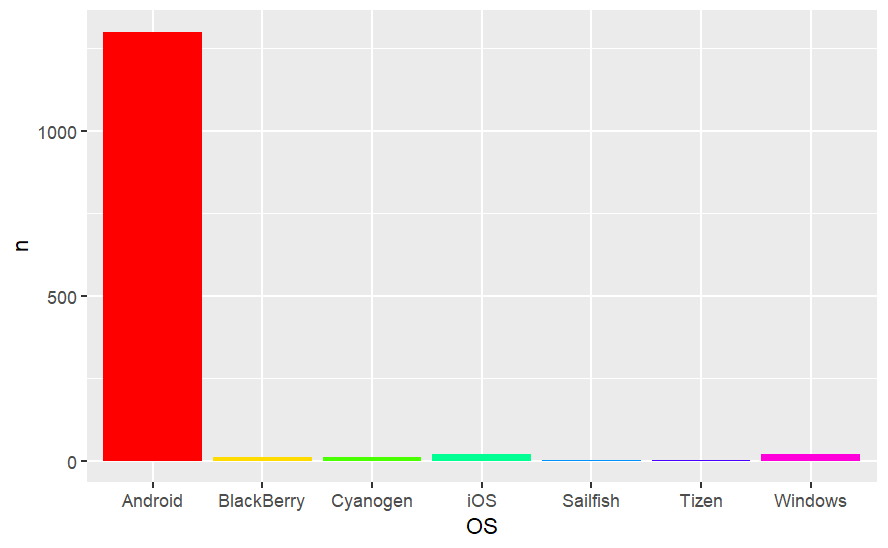 1000
500
0
n
Android BlackBerry Cyanogen iOS Sailfish Tizen Windows
OS